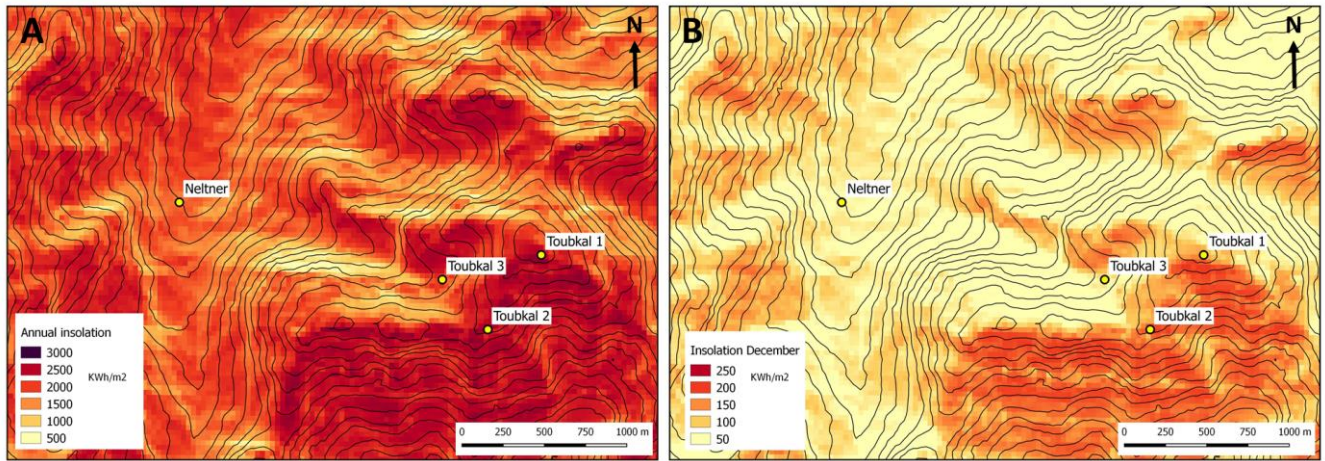 A
N
Neltner
Toubkal 1
Toubkal 3
Toubkal 2
Annual insolation
3000
2500
2000 KWh/m2
1500
1000
500
0 250 500 750 1000 m
B
N
Neltner
Toubkal 1
Toubkal 3
Toubkal 2
Insolation December
250
200 KWh/m2
150
100
50
0 250 500 750 1000 m